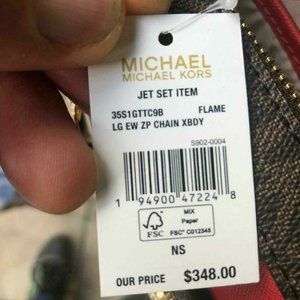 MICHAEL
MICHAEL KORS
JET SET ITEM
35S1GTTC9B FLAME
LG EW ZP CHAIN XBDY
S902-0004
1 94900 47224 8
FSC
MIX
Paper
FSC® C012345
NS
OUR PRICE $348.00